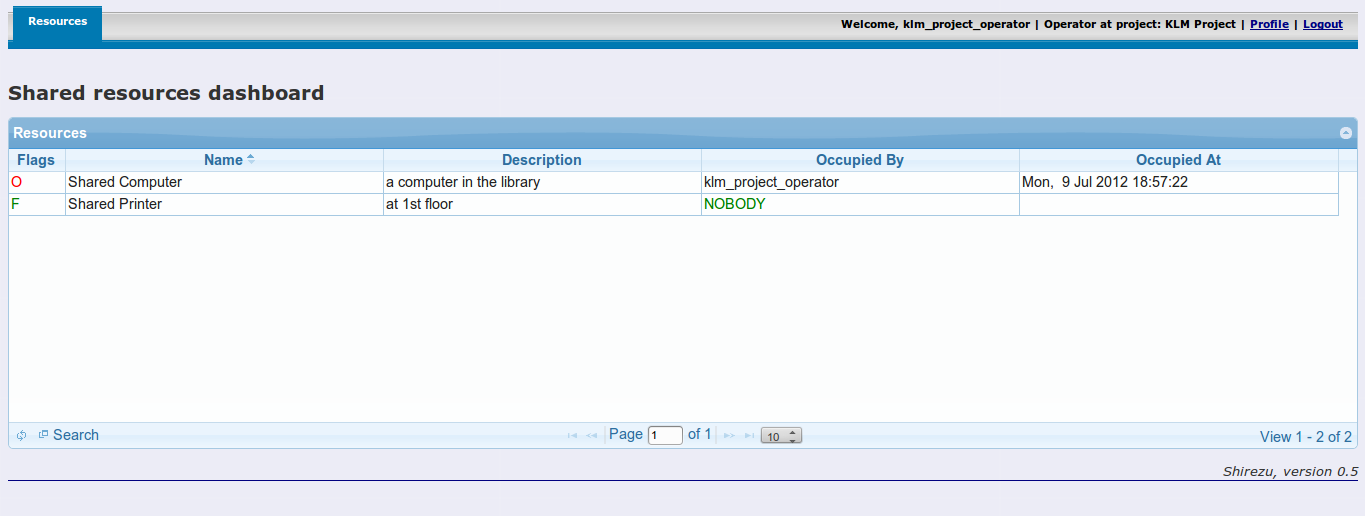 Resources
Welcome, klm_project_operator | Operator at project: KLM Project | Profile | Logout
Shared resources dashboard
Resources
Flags Name Description Occupied By Occupied At
O Shared Computer a computer in the library klm_project_operator Mon,  9 Jul 2012 18:57:22
F Shared Printer at 1st floor NOBODY
Search Page 1 of 1 10 View 1 - 2 of 2
Shirezu, version 0.5